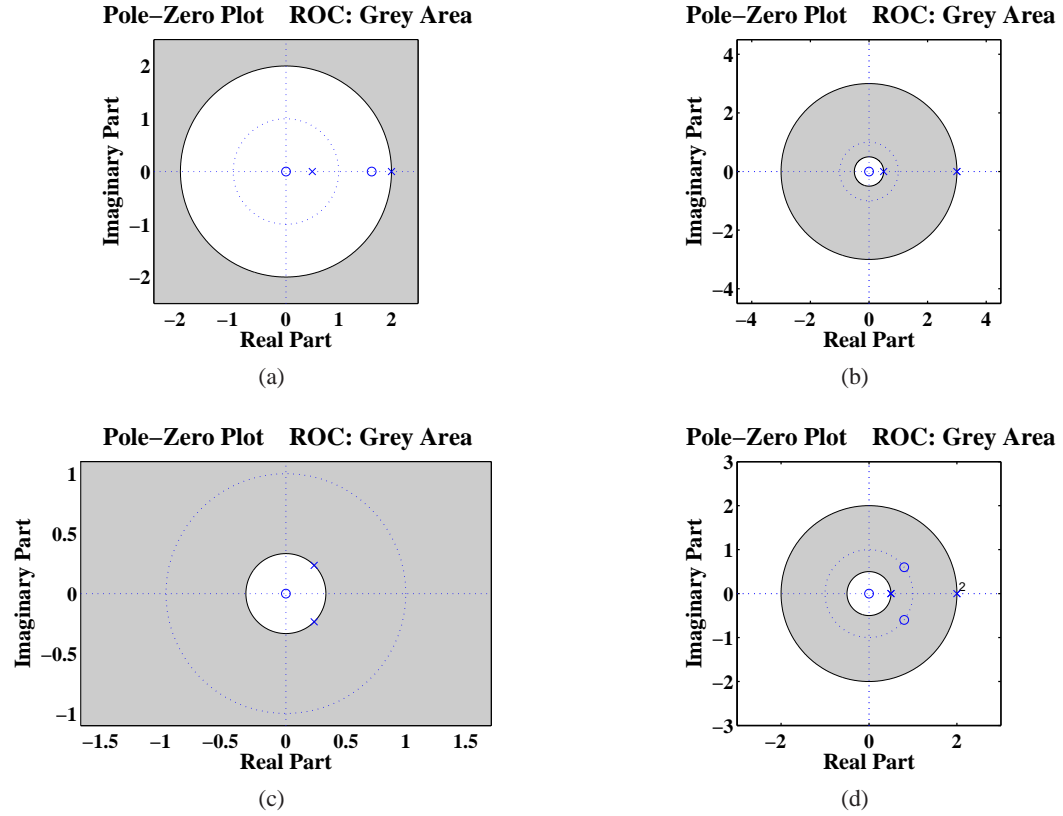 Pole−Zero Plot ROC: Grey Area
2
1
0
−1
−2
Imaginary Part
−2 −1 0 1 2
Real Part
(a)
Pole−Zero Plot ROC: Grey Area
4
2
0
−2
−4
Imaginary Part
−4 −2 0 2 4
Real Part
(b)
Pole−Zero Plot ROC: Grey Area
1
0.5
0
−0.5
−1
Imaginary Part
−1.5 −1 −0.5 0 0.5 1 1.5
Real Part
(c)
Pole−Zero Plot ROC: Grey Area
3
2
1
0
−1
−2
−3
Imaginary Part
2
−2 0 2
Real Part
(d)